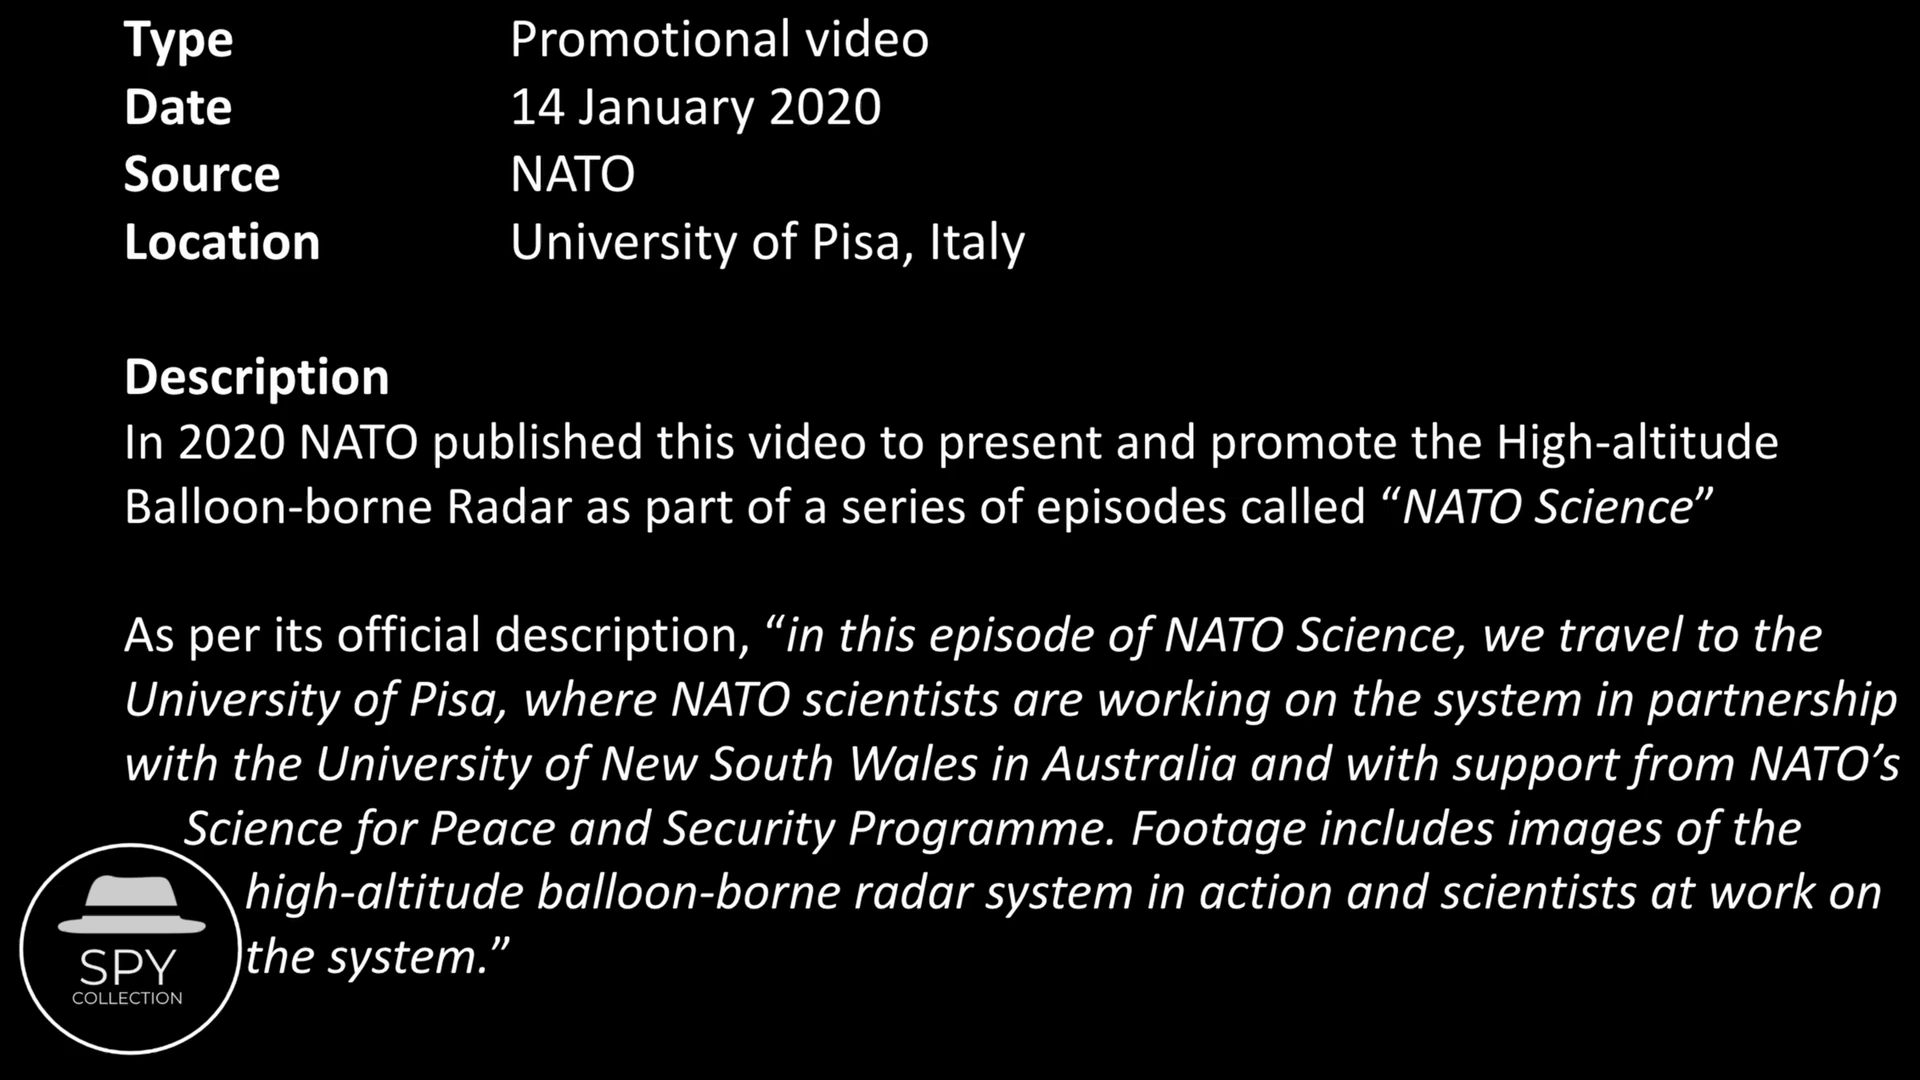 Type Promotional video
Date 14 January 2020
Source NATO
Location University of Pisa, Italy
Description
In 2020 NATO published this video to present and promote the High-altitude
Balloon-borne Radar as part of a series of episodes called “NATO Science”
As per its official description, “in this episode of NATO Science, we travel to the
University of Pisa, where NATO scientists are working on the system in partnership
with the University of New South Wales in Australia and with support from NATO’s
Science for Peace and Security Programme. Footage includes images of the
high-altitude balloon-borne radar system in action and scientists at work on
the system.”
SPY
COLLECTION